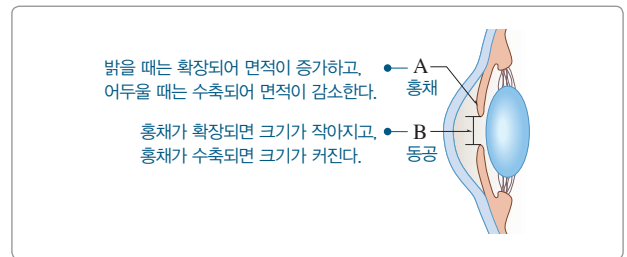 밝을 때는 확장되어 면적이 증가하고,
어두울 때는 수축되어 면적이 감소한다.
A
홍채
홍채가 확장되면 크기가 작아지고,
홍채가 수축되면 크기가 커진다.
B
동공